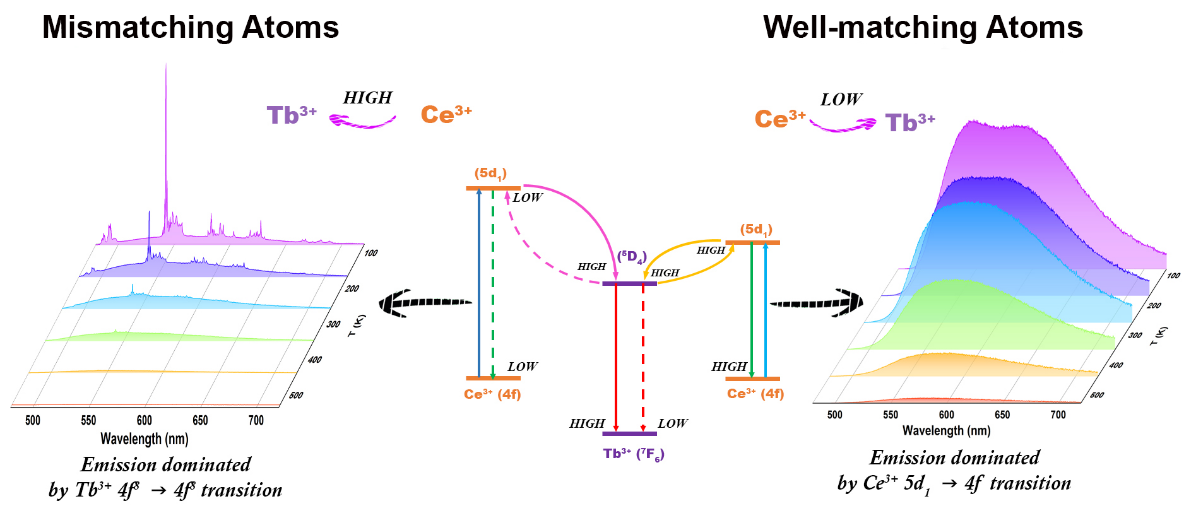 Mismatching Atoms
Well-matching Atoms
Tb³⁺ HIGH Ce³⁺
Ce³⁺ LOW Tb³⁺
(5d₁)
LOW
HIGH
(⁵D₄)
HIGH
HIGH
(5d₁)
LOW
Ce³⁺ (4f)
HIGH
LOW
Tb³⁺ (⁷F₆)
HIGH
Ce³⁺ (4f)
100
200
300
400
500
T (K)
500 550 600 650 700
Wavelength (nm)
Emission dominated
by Tb³⁺ 4f⁸ → 4f⁸ transition
100
200
300
400
500
T (K)
500 550 600 650 700
Wavelength (nm)
Emission dominated
by Ce³⁺ 5d₁ → 4f transition